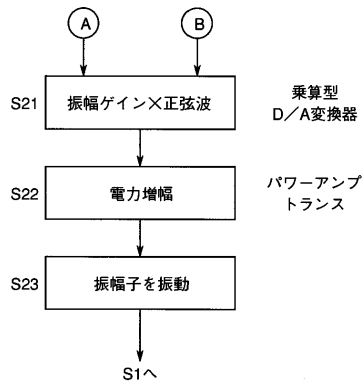 A B
S21 振幅ゲイン×正弦波 乗算型
D/A変換器
S22 電力増幅 パワーアンプ
トランス
S23 振幅子を振動
S1へ